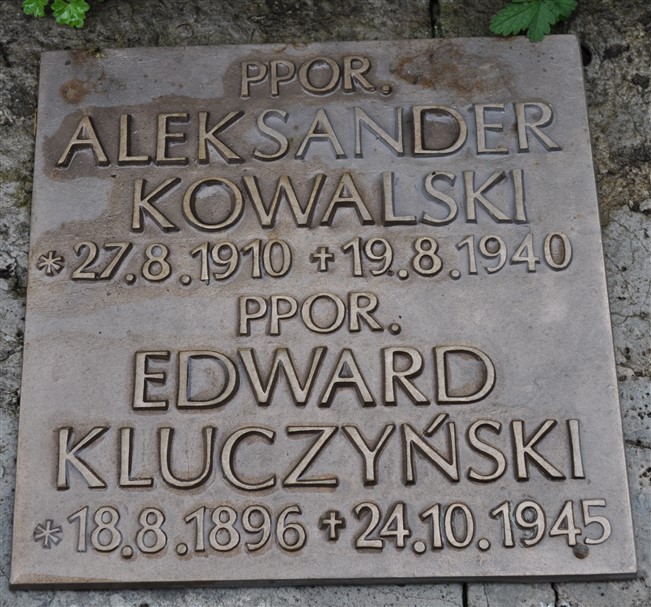 PPOR.
ALEKSANDER
KOWALSKI
*27.8.1910 †19.8.1940
PPOR.
EDWARD
KLUCZYŃSKI
*18.8.1896 †24.10.1945